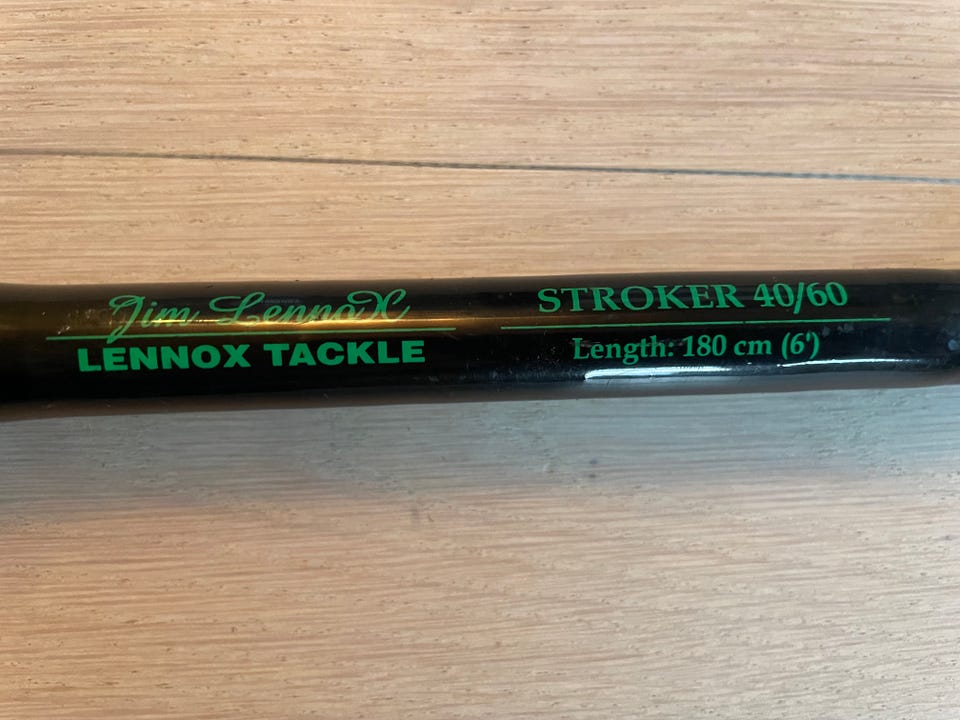 Jim LennoX
LENNOX TACKLE
STROKER 40/60
Length: 180 cm (6')